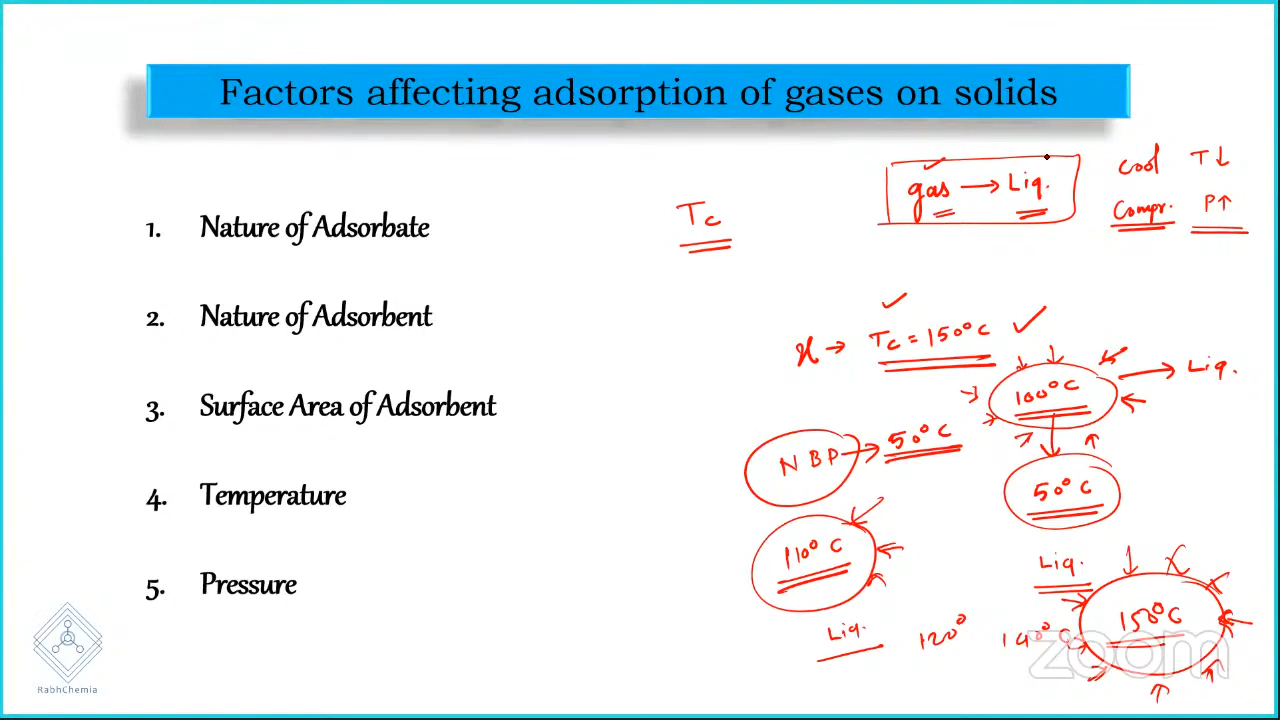 Factors affecting adsorption of gases on solids
1. Nature of Adsorbate
2. Nature of Adsorbent
3. Surface Area of Adsorbent
4. Temperature
5. Pressure
RabhChemia
Tc
gas → Liq.
Cool T↓
Compr. P↑
x → Tc = 150°C
100°C → Liq.
NBP → 50°C
50°C
110°C
Liq.
Liq. 120° 140°C 150°C
zoom